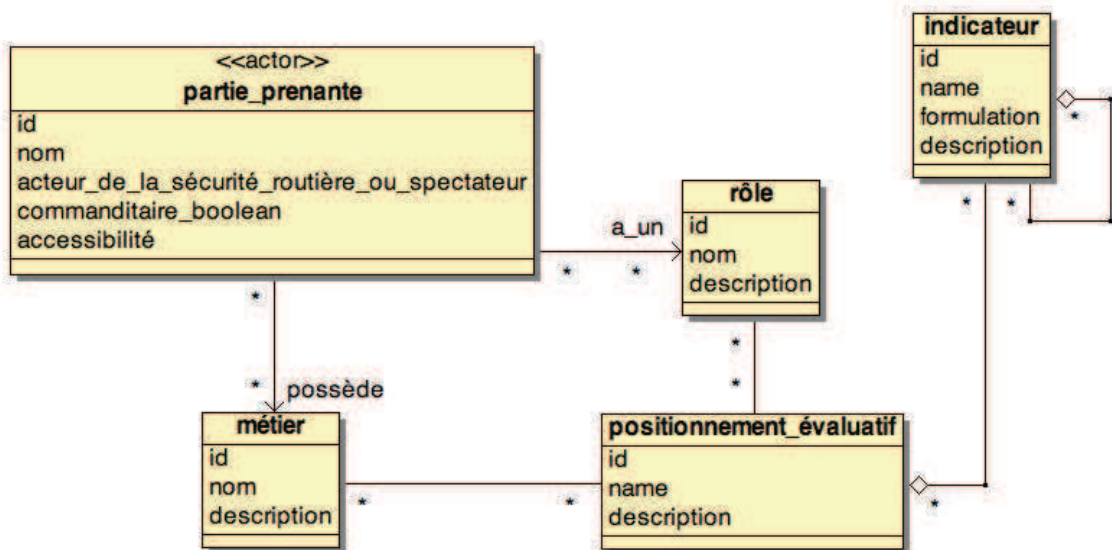 <<actor>>
partie_prenante
id
nom
acteur_de_la_sécurité_routière_ou_spectateur
commanditaire_boolean
accessibilité
indicateur
id
name
formulation
description
*
*
*
a_un
*
*
rôle
id
nom
description
*
*
*
*
possède
métier
id
nom
description
*
*
positionnement_évaluatif
id
name
description
*